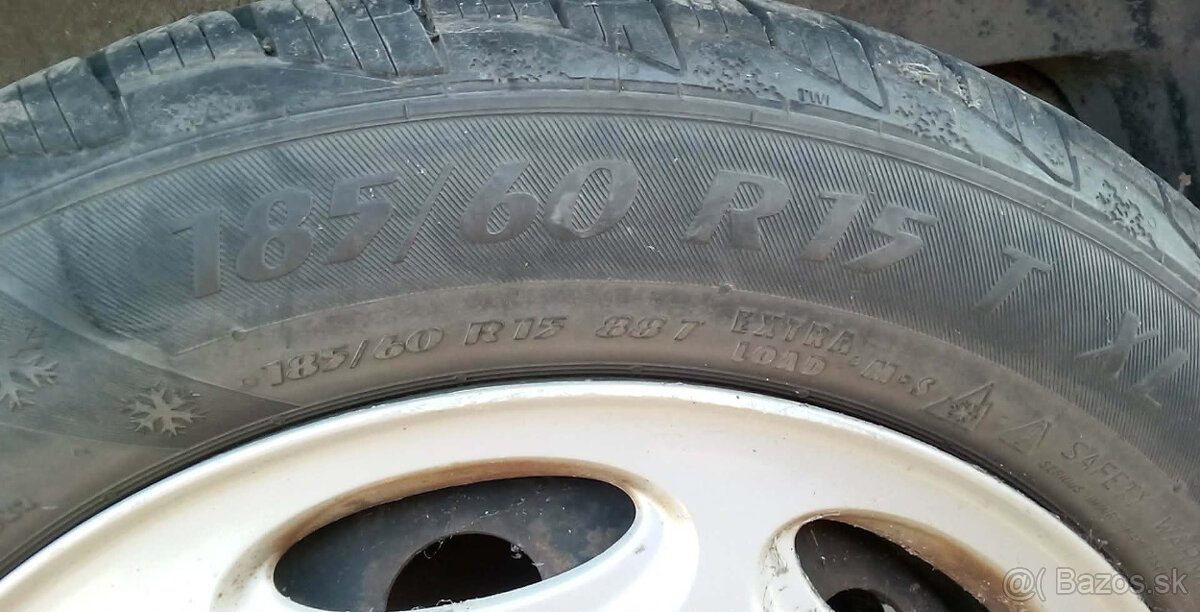 TWI
185/60 R15 T XL
185/60 R15 88T EXTRA LOAD M+S
SAFETY
@( Bazos.sk